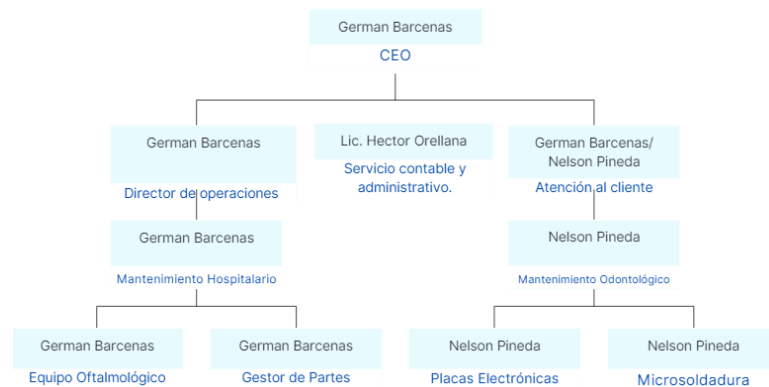 German Barcenas
CEO
German Barcenas
Director de operaciones
Lic. Hector Orellana
Servicio contable y
administrativo.
German Barcenas/
Nelson Pineda
Atención al cliente
German Barcenas
Mantenimiento Hospitalario
Nelson Pineda
Mantenimiento Odontológico
German Barcenas
Equipo Oftalmológico
German Barcenas
Gestor de Partes
Nelson Pineda
Placas Electrónicas
Nelson Pineda
Microsoldadura